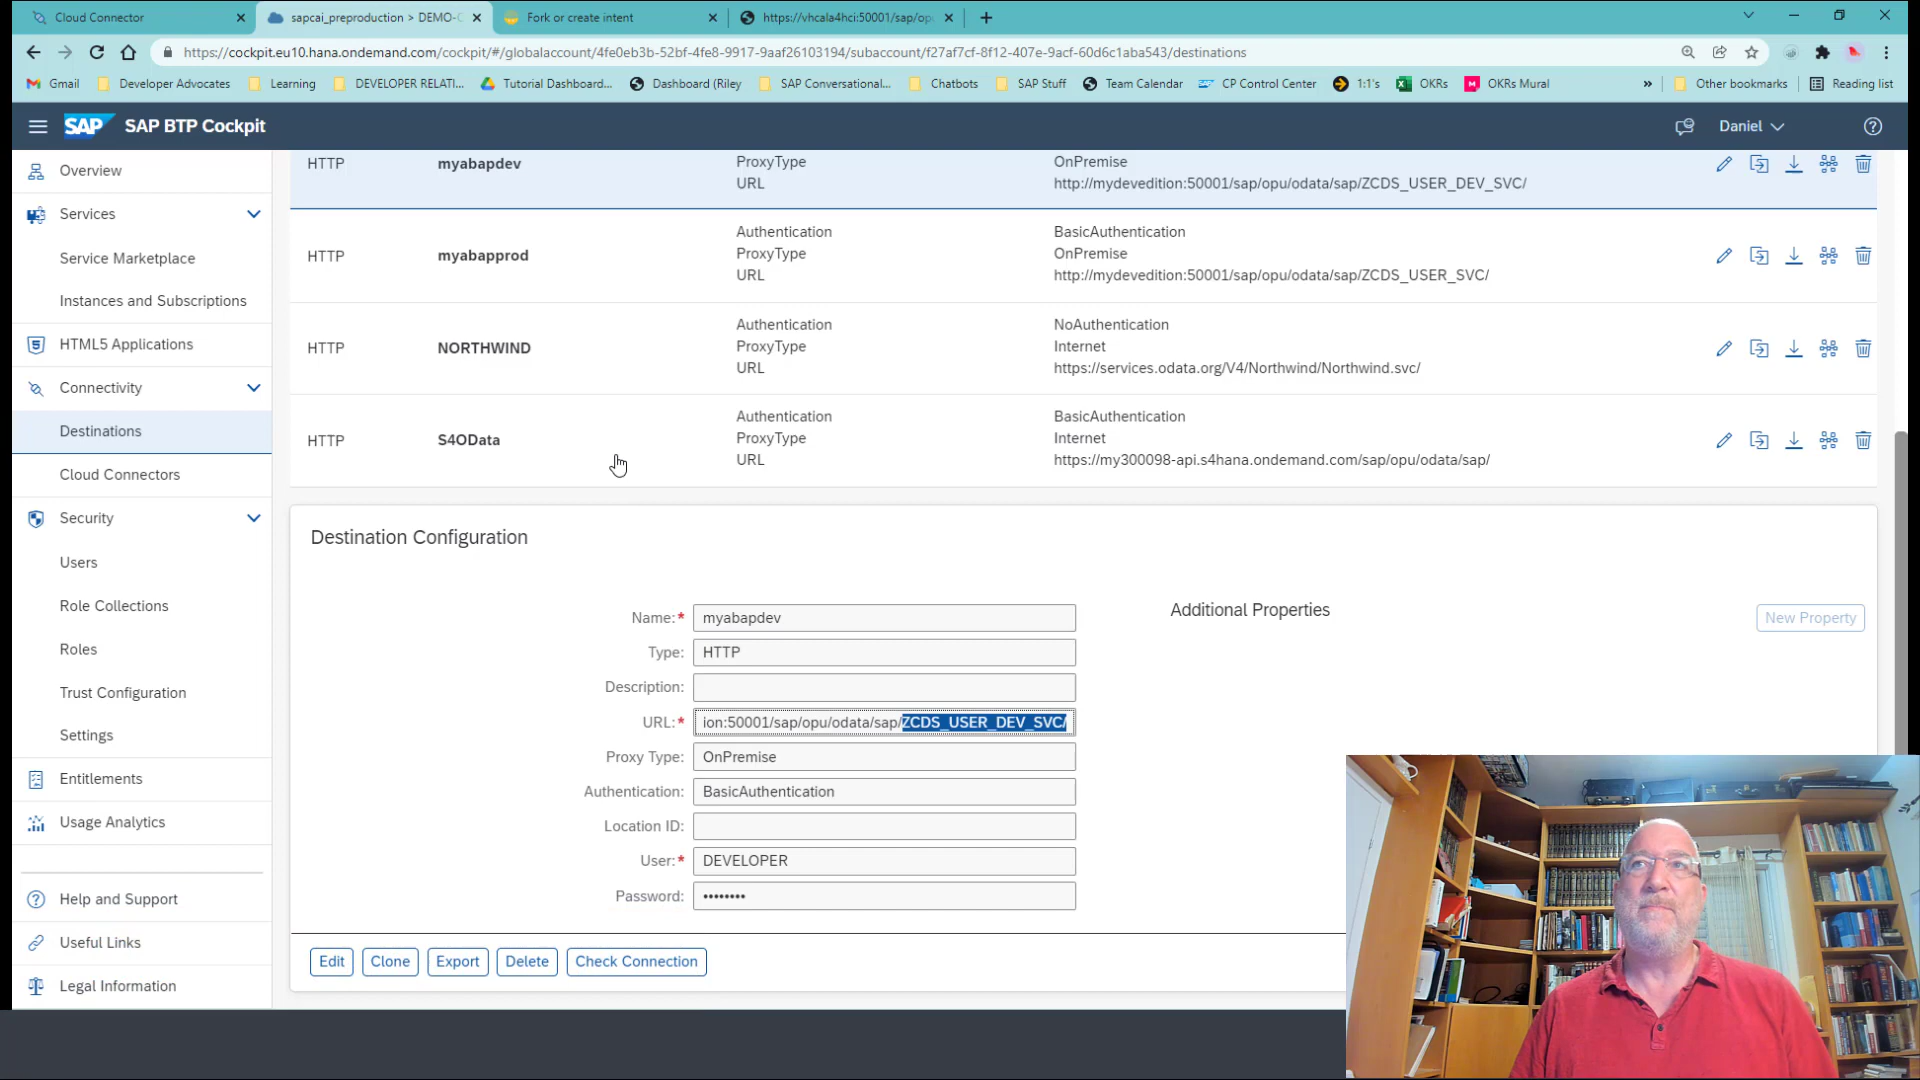 Cloud Connector
sapcai_preproduction > DEMO-C
Fork or create intent
https://vhcala4hci:50001/sap/op
https://cockpit.eu10.hana.ondemand.com/cockpit/#/globalaccount/4fe0eb3b-52bf-4fe8-9917-9aaf26103194/subaccount/f27af7cf-8f12-407e-9acf-60d6c1aba543/destinations
Gmail Developer Advocates Learning DEVELOPER RELATI... Tutorial Dashboard... Dashboard (Riley SAP Conversational... Chatbots SAP Stuff Team Calendar CP Control Center 1:1's OKRs OKRs Mural » Other bookmarks Reading list
SAP SAP BTP Cockpit Daniel
Overview
Services
Service Marketplace
Instances and Subscriptions
HTML5 Applications
Connectivity
Destinations
Cloud Connectors
Security
Users
Role Collections
Roles
Trust Configuration
Settings
Entitlements
Usage Analytics
Help and Support
Useful Links
Legal Information
HTTP myabapdev ProxyType OnPremise
URL http://mydevedition:50001/sap/opu/odata/sap/ZCDS_USER_DEV_SVC/
Authentication BasicAuthentication
HTTP myabapprod ProxyType OnPremise
URL http://mydevedition:50001/sap/opu/odata/sap/ZCDS_USER_SVC/
Authentication NoAuthentication
HTTP NORTHWIND ProxyType Internet
URL https://services.odata.org/V4/Northwind/Northwind.svc/
Authentication BasicAuthentication
HTTP S4OData ProxyType Internet
URL https://my300098-api.s4hana.ondemand.com/sap/opu/odata/sap/
Destination Configuration
Name:* myabapdev
Type: HTTP
Description:
URL:* ion:50001/sap/opu/odata/sap/ZCDS_USER_DEV_SVC/
Proxy Type: OnPremise
Authentication: BasicAuthentication
Location ID:
User:* DEVELOPER
Password: ••••••••
Additional Properties
New Property
Edit Clone Export Delete Check Connection